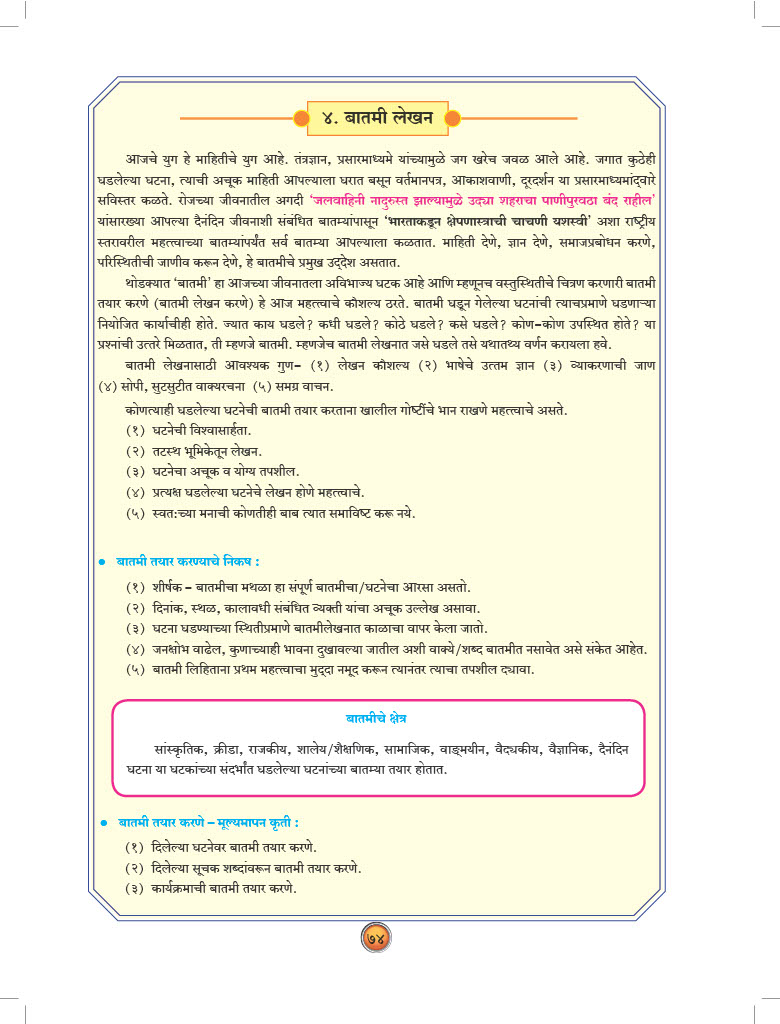 ४. बातमी लेखन
आजचे युग हे माहितीचे युग आहे. तंत्रज्ञान, प्रसारमाध्यमे यांच्यामुळे जग खरेच जवळ आले आहे. जगात कुठेही
घडलेल्या घटना, त्याची अचूक माहिती आपल्याला घरात बसून वर्तमानपत्र, आकाशवाणी, दूरदर्शन या प्रसारमाध्यमांद्‌वारे
सविस्तर कळते. रोजच्या जीवनातील अगदी ‘जलवाहिनी नादुरुस्त झाल्यामुळे उद्या शहराचा पाणीपुरवठा बंद राहील’
यांसारख्या आपल्या दैनंदिन जीवनाशी संबंधित बातम्यांपासून ‘भारताकडून क्षेपणास्त्राची चाचणी यशस्वी’ अशा राष्ट्रीय
स्तरावरील महत्वाच्या बातम्यांपर्यंत सर्व बातम्या आपल्याला कळतात. माहिती देणे, ज्ञान देणे, समाजप्रबोधन करणे,
परिस्थितीची जाणीव करून देणे, हे बातमीचे प्रमुख उद्‌देश असतात.
थोडक्यात ‘बातमी’ हा आजच्या जीवनातला अविभाज्य घटक आहे आणि म्हणूनच वस्तुस्थितीचे चित्रण करणारी बातमी
तयार करणे (बातमी लेखन करणे) हे आज महत्त्वाचे कौशल्य ठरते. बातमी घडून गेलेल्या घटनांची त्याचप्रमाणे घडणाऱ्या
नियोजित कार्याचीही होते. ज्यात काय घडले? कधी घडले? कोठे घडले? कसे घडले? कोण-कोण उपस्थित होते? या
प्रश्नांची उत्तरे मिळतात, ती म्हणजे बातमी. म्हणजेच बातमी लेखनात जसे घडले तसे यथातथ्य वर्णन करायला हवे.
बातमी लेखनासाठी आवश्यक गुण- (१) लेखन कौशल्य (२) भाषेचे उत्तम ज्ञान (३) व्याकरणाची जाण
(४) सोपी, सुटसुटीत वाक्यरचना (५) समग्र वाचन.
कोणत्याही घडलेल्या घटनेची बातमी तयार करताना खालील गोष्टींचे भान राखणे महत्वाचे असते.
(१) घटनेची विश्वासार्हता.
(२) तटस्थ भूमिकेतून लेखन.
(३) घटनेचा अचूक व योग्य तपशील.
(४) प्रत्यक्ष घडलेल्या घटनेचे लेखन होणे महत्वाचे.
(५) स्वत:च्या मनाची कोणतीही बाब त्यात समाविष्ट करू नये.
• बातमी तयार करण्याचे निकष :
(१) शीर्षक - बातमीचा मथळा हा संपूर्ण बातमीचा/घटनेचा आरसा असतो.
(२) दिनांक, स्थळ, कालावधी संबंधित व्यक्ती यांचा अचूक उल्लेख असावा.
(३) घटना घडण्याच्या स्थितीप्रमाणे बातमीलेखनात काळाचा वापर केला जातो.
(४) जनक्षोभ वाढेल, कुणाच्याही भावना दुखावल्या जातील अशी वाक्ये/शब्द बातमीत नसावेत असे संकेत आहेत.
(५) बातमी लिहिताना प्रथम महत्वाचा मुद्‌दा नमूद करून त्यानंतर त्याचा तपशील द्यावा.
बातमीचे क्षेत्र
सांस्कृतिक, क्रीडा, राजकीय, शालेय/शैक्षणिक, सामाजिक, वाङ्‌मयीन, वैद्यकीय, वैज्ञानिक, दैनंदिन
घटना या घटकांच्या संदर्भांत घडलेल्या घटनांच्या बातम्या तयार होतात.
• बातमी तयार करणे - मूल्यमापन कृती :
(१) दिलेल्या घटनेवर बातमी तयार करणे.
(२) दिलेल्या सूचक शब्दांवरून बातमी तयार करणे.
(३) कार्यक्रमाची बातमी तयार करणे.
७४